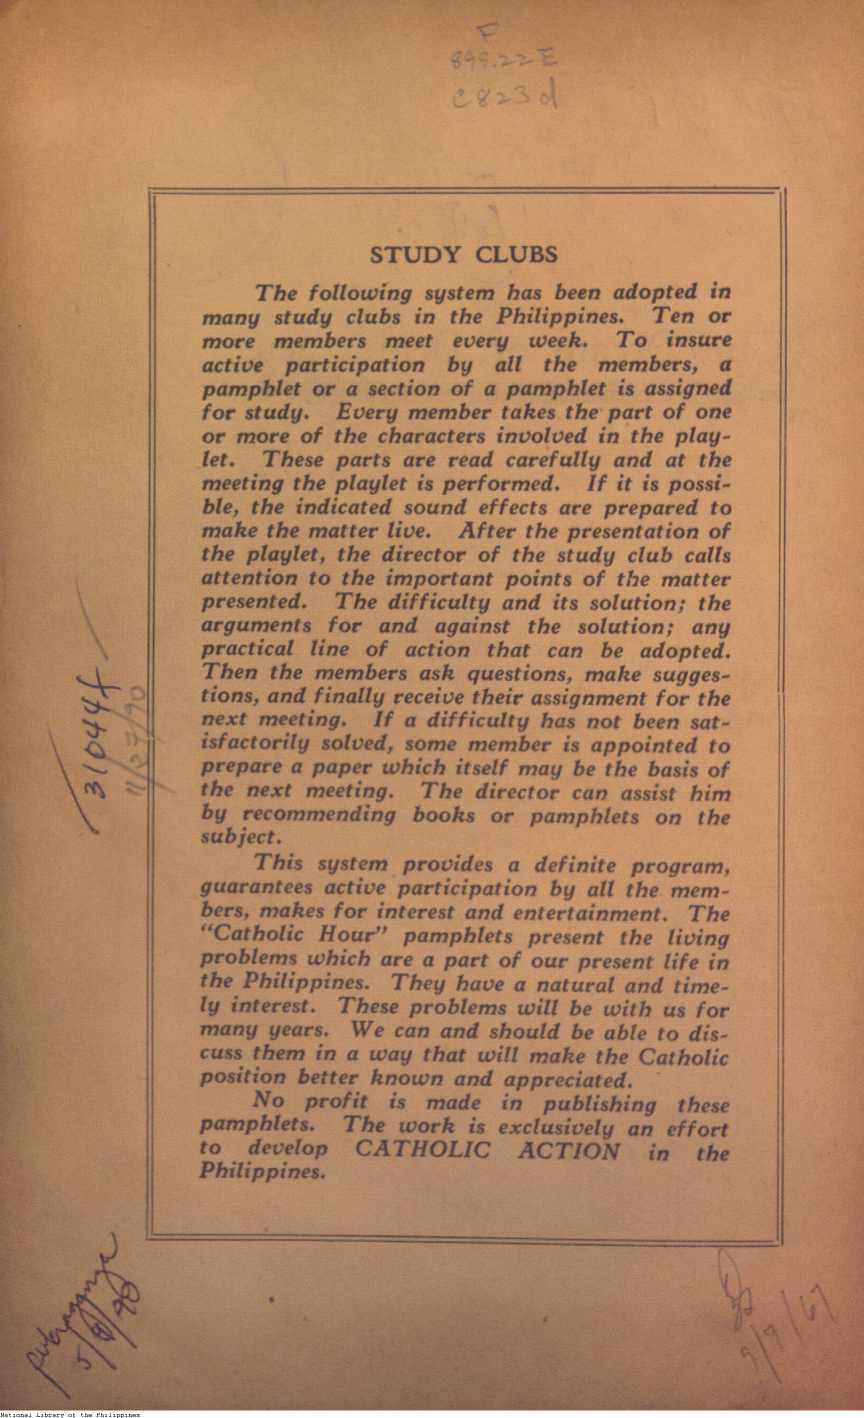 F
899.22E
C823d
STUDY CLUBS
The following system has been adopted in
many study clubs in the Philippines. Ten or
more members meet every week. To insure
active participation by all the members, a
pamphlet or a section of a pamphlet is assigned
for study. Every member takes the part of one
or more of the characters involved in the play-
let. These parts are read carefully and at the
meeting the playlet is performed. If it is possi-
ble, the indicated sound effects are prepared to
make the matter live. After the presentation of
the playlet, the director of the study club calls
attention to the important points of the matter
presented. The difficulty and its solution; the
arguments for and against the solution; any
practical line of action that can be adopted.
Then the members ask questions, make sugges-
tions, and finally receive their assignment for the
next meeting. If a difficulty has not been sat-
isfactorily solved, some member is appointed to
prepare a paper which itself may be the basis of
the next meeting. The director can assist him
by recommending books or pamphlets on the
subject.
This system provides a definite program,
guarantees active participation by all the mem-
bers, makes for interest and entertainment. The
"Catholic Hour" pamphlets present the living
problems which are a part of our present life in
the Philippines. They have a natural and time-
ly interest. These problems will be with us for
many years. We can and should be able to dis-
cuss them in a way that will make the Catholic
position better known and appreciated.
No profit is made in publishing these
pamphlets. The work is exclusively an effort
to develop CATHOLIC ACTION in the
Philippines.
31044f
11/27/90
5/8/90
9/9/67
National Library of the Philippines